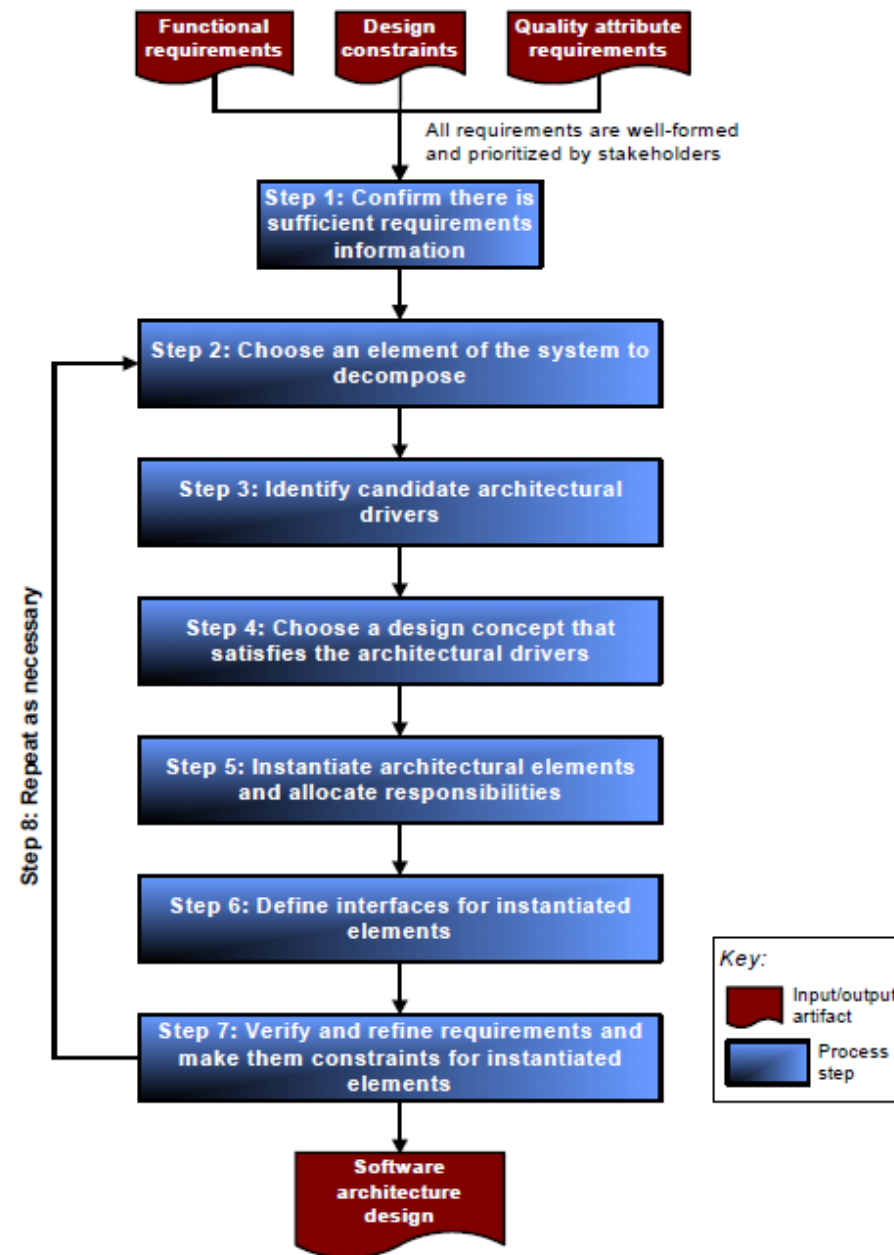 Functional
requirements
Design
constraints
Quality attribute
requirements
All requirements are well-formed
and prioritized by stakeholders
Step 1: Confirm there is
sufficient requirements
information
Step 2: Choose an element of the system to
decompose
Step 3: Identify candidate architectural
drivers
Step 4: Choose a design concept that
satisfies the architectural drivers
Step 5: Instantiate architectural elements
and allocate responsibilities
Step 6: Define interfaces for instantiated
elements
Step 7: Verify and refine requirements and
make them constraints for instantiated
elements
Step 8: Repeat as necessary
Software
architecture
design
Key:
Input/output
artifact
Process
step